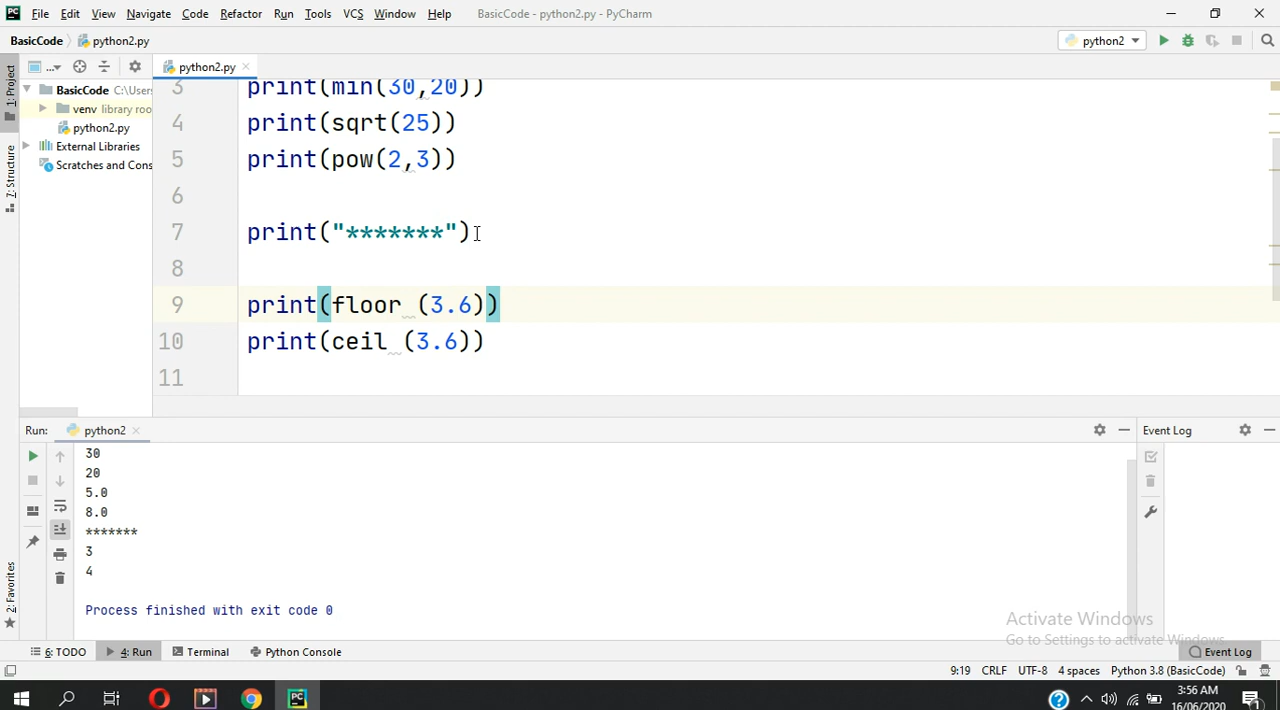 File Edit View Navigate Code Refactor Run Tools VCS Window Help BasicCode - python2.py - PyCharm
BasicCode python2.py python2
1: Project
... python2.py
BasicCode C:\Users
venv library roo
python2.py
External Libraries
Scratches and Cons
7: Structure
2: Favorites
3 print(min(30,20))
4 print(sqrt(25))
5 print(pow(2,3))
6
7 print("*******")
8
9 print(floor (3.6))
10 print(ceil (3.6))
11
Run: python2 Event Log
30
20
5.0
8.0
*******
3
4
Process finished with exit code 0
Activate Windows
Go to Settings to activate Windows.
6: TODO 4: Run Terminal Python Console Event Log
9:19 CRLF UTF-8 4 spaces Python 3.8 (BasicCode)
3:56 AM
16/06/2020